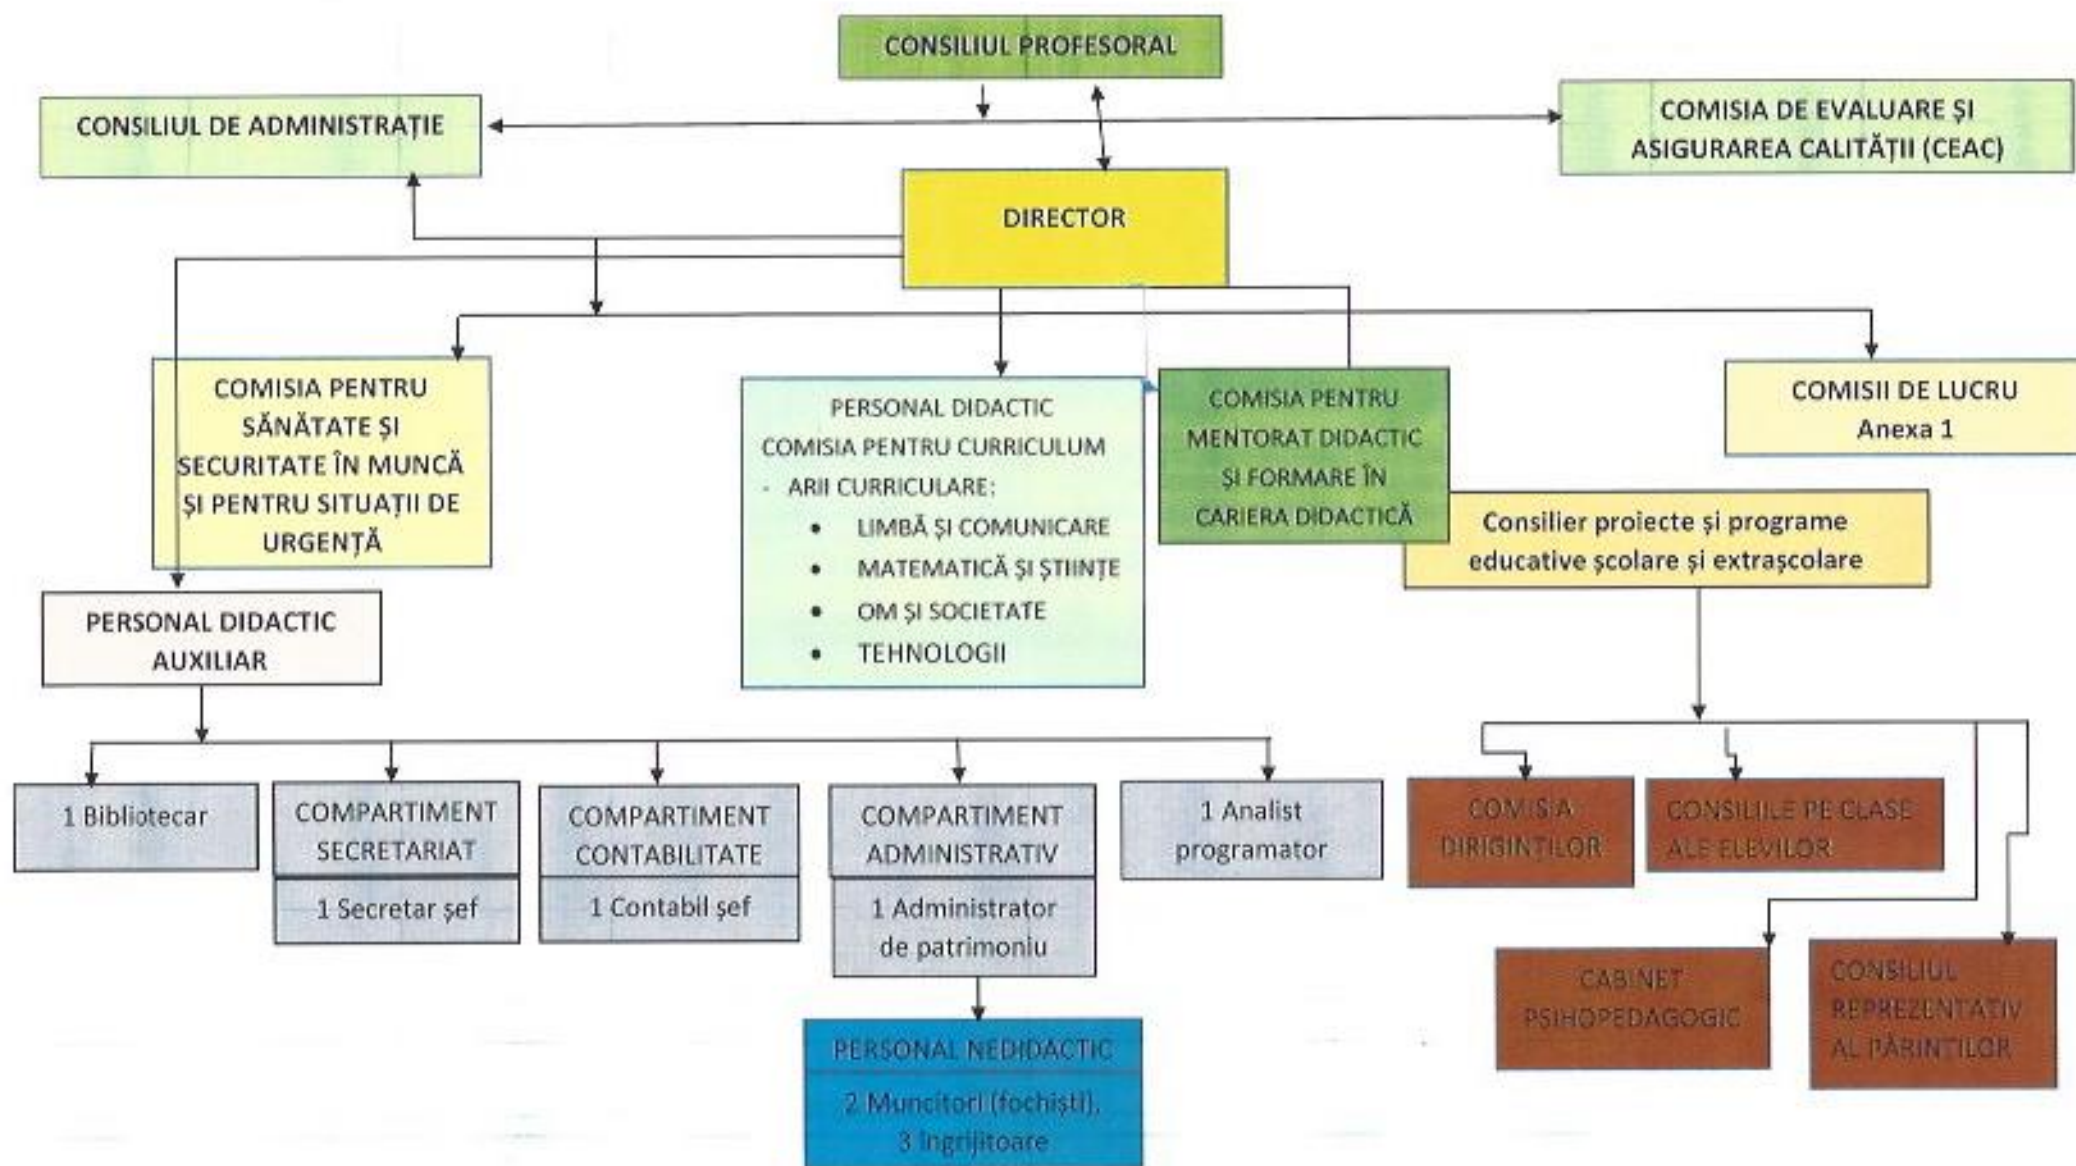 CONSILIUL PROFESORAL
CONSILIUL DE ADMINISTRAȚIE
COMISIA DE EVALUARE ȘI
ASIGURAREA CALITĂȚII (CEAC)
DIRECTOR
COMISIA PENTRU
SĂNĂTATE ȘI
SECURITATE ÎN MUNCĂ
ȘI PENTRU SITUAȚII DE
URGENȚĂ
PERSONAL DIDACTIC
COMISIA PENTRU CURRICULUM
- ARII CURRICULARE:
• LIMBĂ ȘI COMUNICARE
• MATEMATICĂ ȘI ȘTIINȚE
• OM ȘI SOCIETATE
• TEHNOLOGII
COMISIA PENTRU
MENTORAT DIDACTIC
ȘI FORMARE ÎN
CARIERA DIDACTICĂ
COMISII DE LUCRU
Anexa 1
Consilier proiecte și programe
educative școlare și extrașcolare
PERSONAL DIDACTIC
AUXILIAR
1 Bibliotecar
COMPARTIMENT
SECRETARIAT
1 Secretar șef
COMPARTIMENT
CONTABILITATE
1 Contabil șef
COMPARTIMENT
ADMINISTRATIV
1 Administrator
de patrimoniu
1 Analist
programator
COMISIA
DIRIGINȚILOR
CONSILIILE PE CLASE
ALE ELEVILOR
CABINET
PSIHOPEDAGOGIC
CONSILIUL
REPREZENTATIV
AL PĂRINȚILOR
PERSONAL NEDIDACTIC
2 Muncitori (fochiști),
3 Îngrijitoare